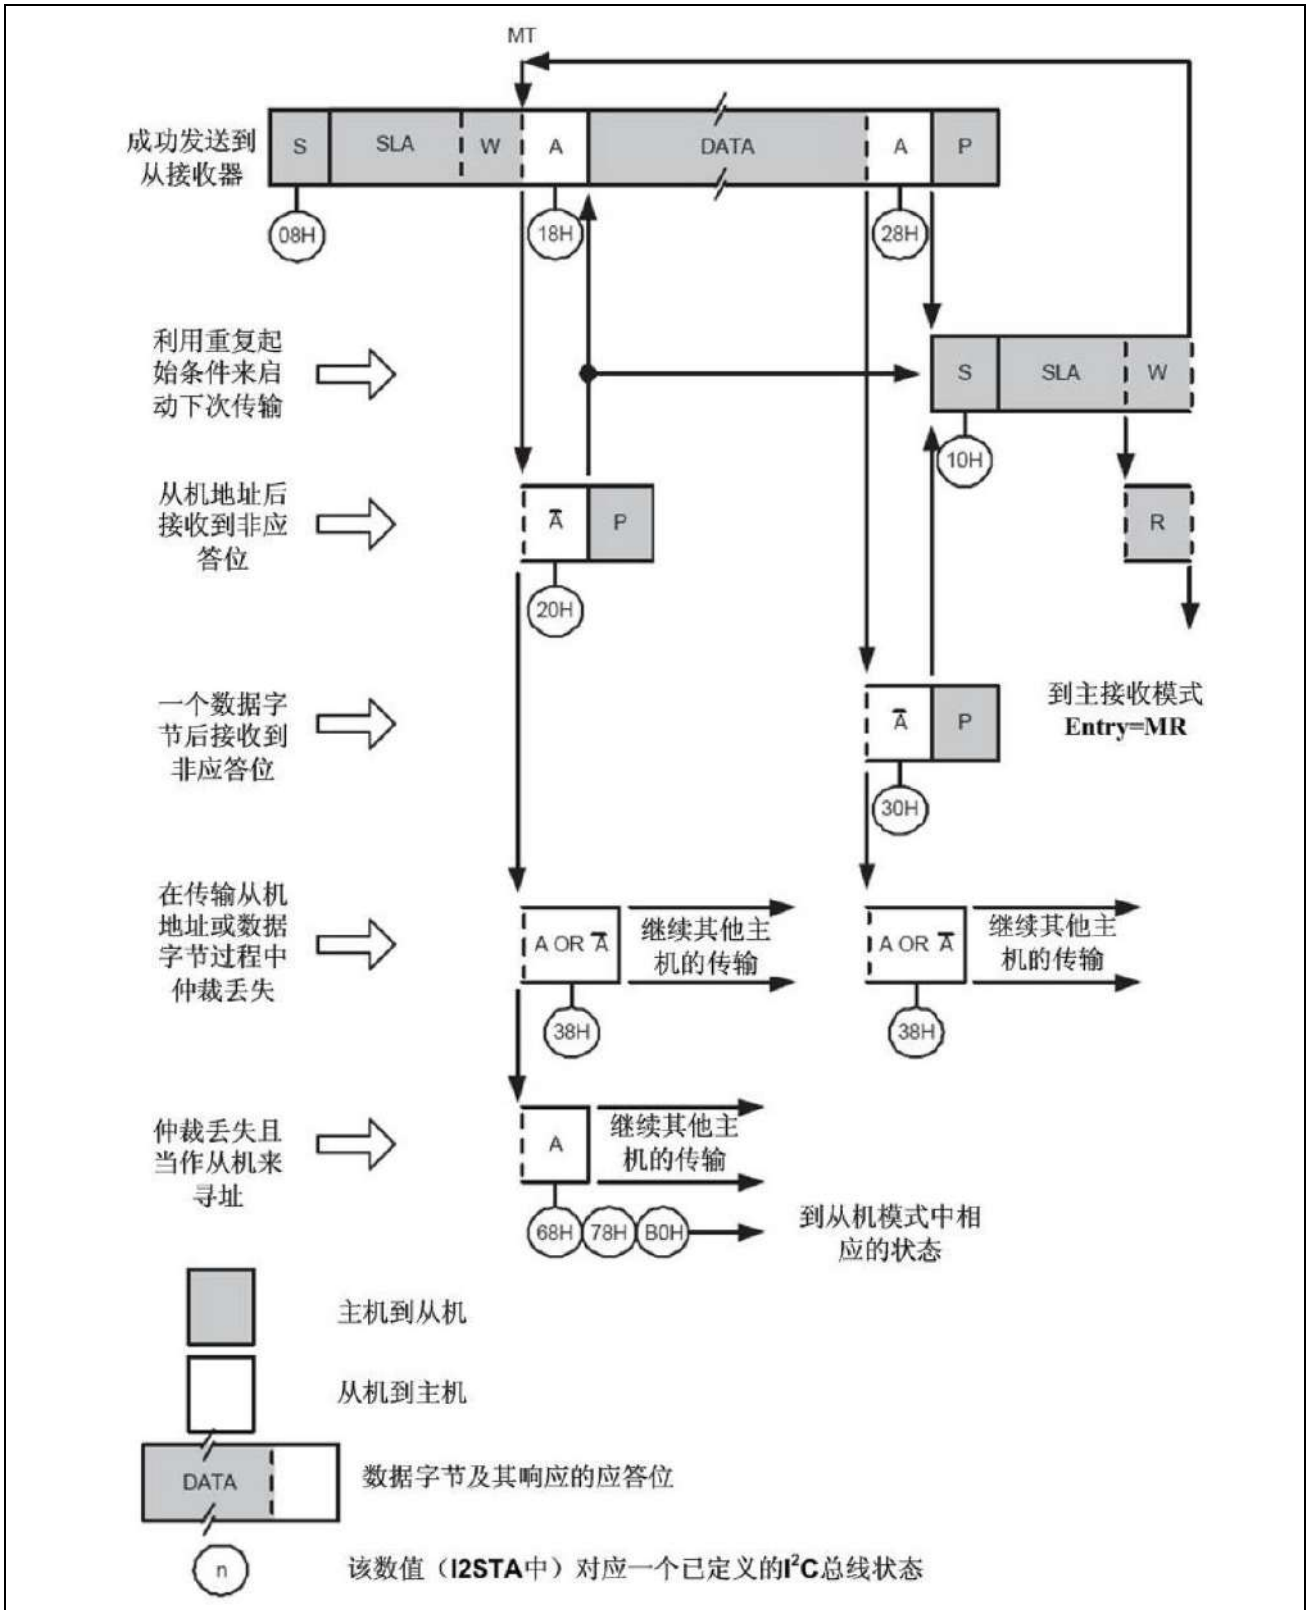 MT
成功发送到
从接收器
S SLA W A DATA A P
08H 18H 28H
利用重复起
始条件来启
动下次传输
S SLA W
10H
从机地址后
接收到非应
答位
A̅ P
R
20H
一个数据字
节后接收到
非应答位
A̅ P
到主接收模式
Entry=MR
30H
在传输从机
地址或数据
字节过程中
仲裁丢失
A OR A̅
继续其他主
机的传输
A OR A̅
继续其他主
机的传输
38H 38H
仲裁丢失且
当作从机来
寻址
A
继续其他主
机的传输
68H 78H B0H
到从机模式中相
应的状态
主机到从机
从机到主机
DATA
数据字节及其响应的应答位
n
该数值（I2STA中）对应一个已定义的I²C总线状态